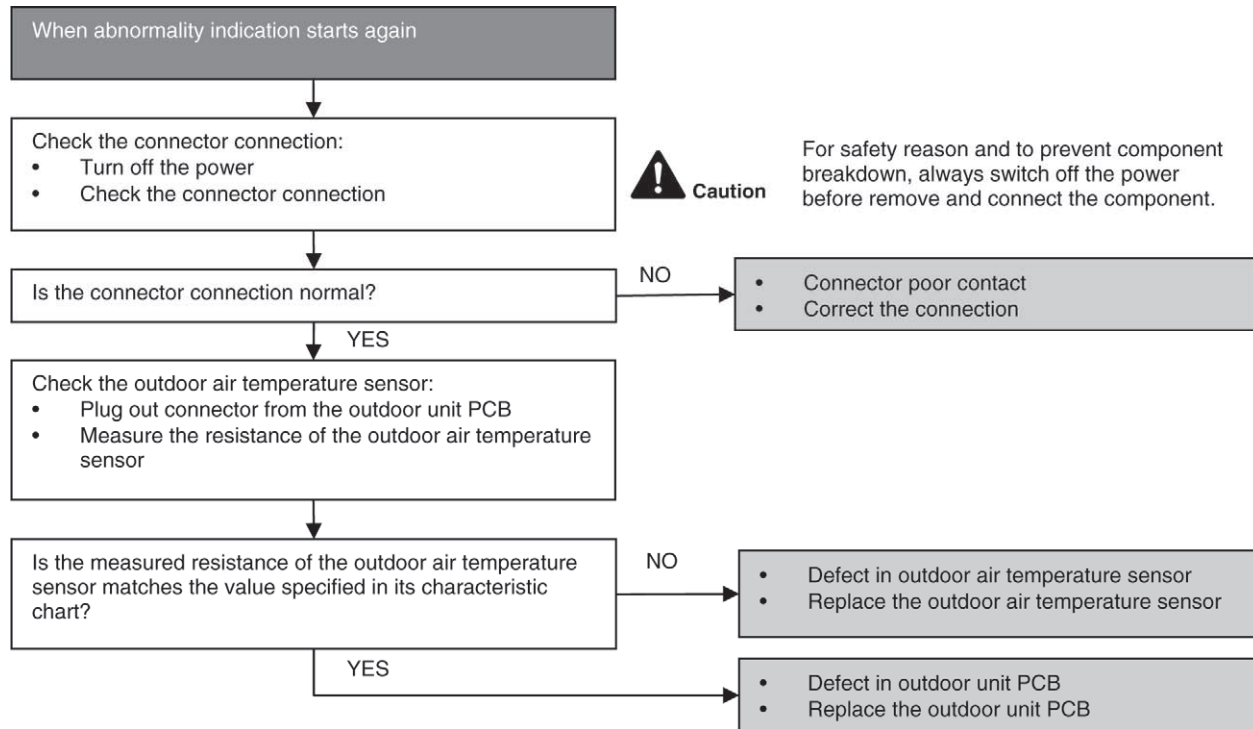 When abnormality indication starts again
Check the connector connection:
• Turn off the power
• Check the connector connection
Caution
For safety reason and to prevent component
breakdown, always switch off the power
before remove and connect the component.
Is the connector connection normal?
NO
• Connector poor contact
• Correct the connection
YES
Check the outdoor air temperature sensor:
• Plug out connector from the outdoor unit PCB
• Measure the resistance of the outdoor air temperature
sensor
Is the measured resistance of the outdoor air temperature
sensor matches the value specified in its characteristic
chart?
NO
• Defect in outdoor air temperature sensor
• Replace the outdoor air temperature sensor
YES
• Defect in outdoor unit PCB
• Replace the outdoor unit PCB